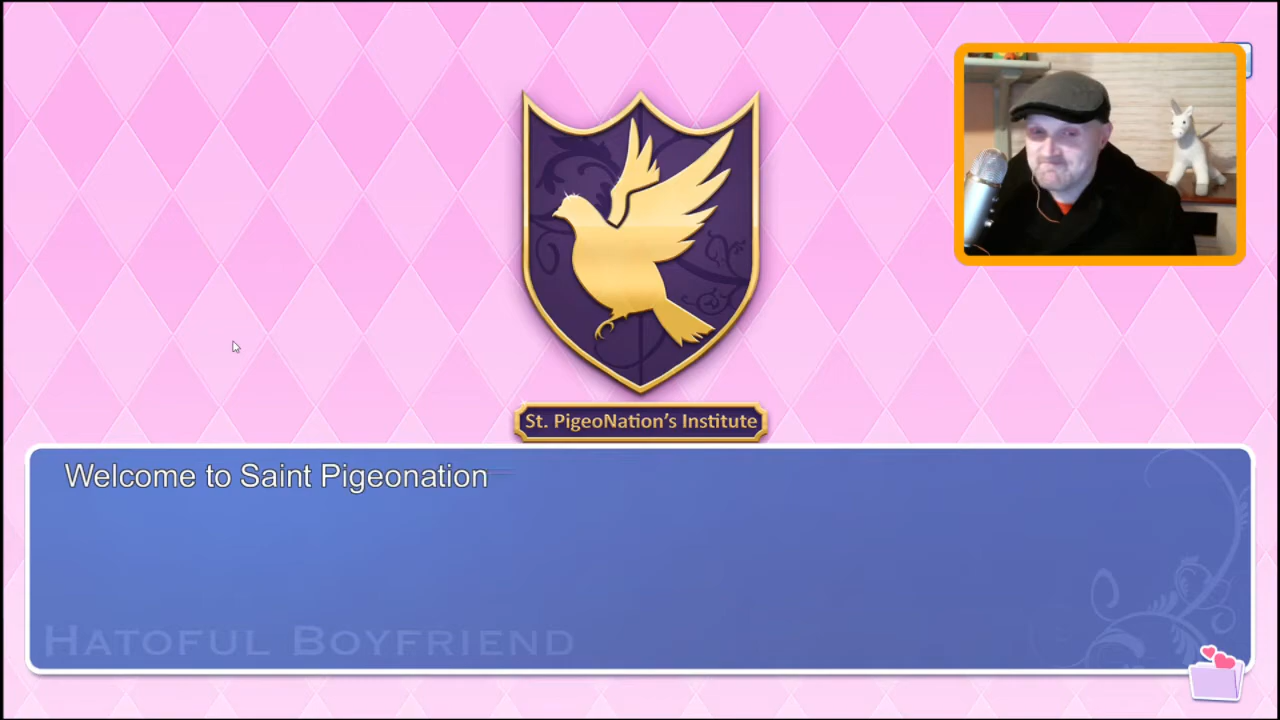 St. PigeoNation's Institute
Welcome to Saint Pigeonation
HATOFUL BOYFRIEND